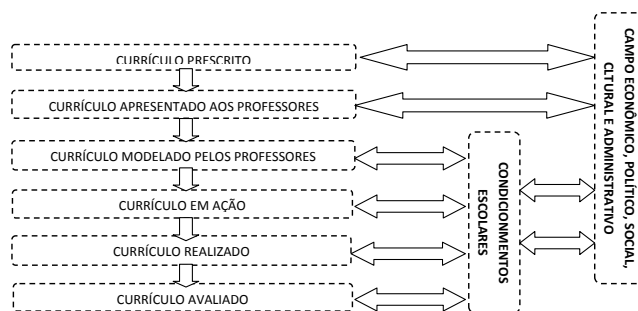 CURRÍCULO PRESCRITO
CURRÍCULO APRESENTADO AOS PROFESSORES
CURRÍCULO MODELADO PELOS PROFESSORES
CURRÍCULO EM AÇÃO
CURRÍCULO REALIZADO
CURRÍCULO AVALIADO
CONDICIONMENTOS
ESCOLARES
CAMPO ECONÔMICO, POLÍTICO, SOCIAL,
CLTURAL E ADMINISTRATIVO